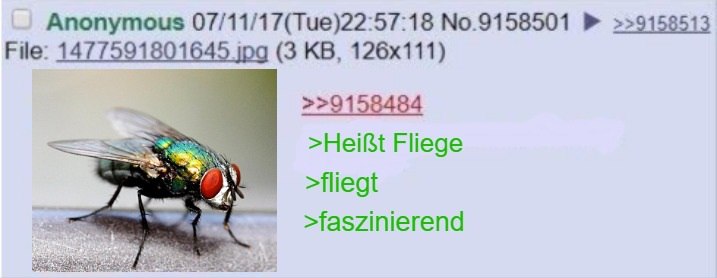 Anonymous 07/11/17(Tue)22:57:18 No.9158501 ▶ >>9158513
File: 1477591801645.jpg (3 KB, 126x111)
>>9158484
>Heißt Fliege
>fliegt
>faszinierend